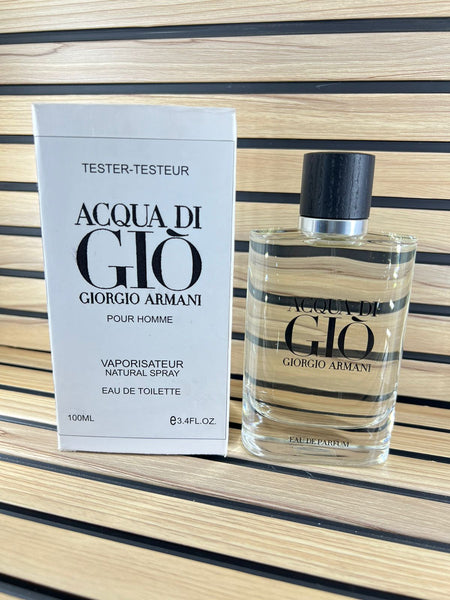 TESTER-TESTEUR
ACQUA DI
GIÒ
GIORGIO ARMANI
POUR HOMME
VAPORISATEUR
NATURAL SPRAY
EAU DE TOILETTE
100ML
e3.4FL.OZ.
ACQUA DI
GIÒ
GIORGIO ARMANI
EAU DE PARFUM